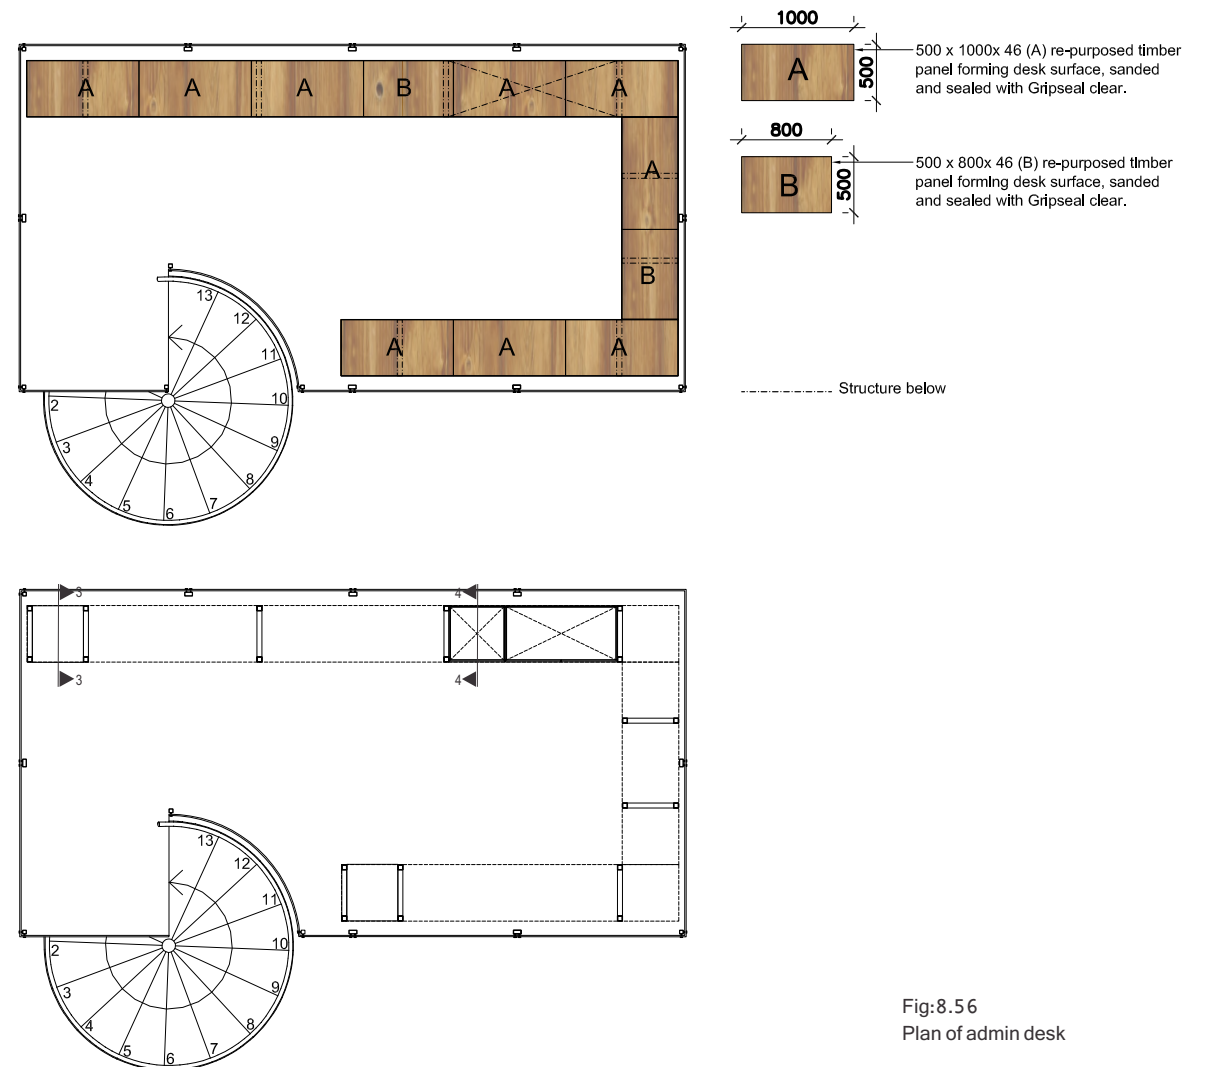 1000
A
500
500 x 1000x 46 (A) re-purposed timber
panel forming desk surface, sanded
and sealed with Gripseal clear.
800
B
500
500 x 800x 46 (B) re-purposed timber
panel forming desk surface, sanded
and sealed with Gripseal clear.
A A A B A A
A
B
A A A
13
12
11
10
9
8
7
6
5
4
3
2
Structure below
3 4
3 4
13
12
11
10
9
8
7
6
5
4
3
2
Fig:8.56
Plan of admin desk